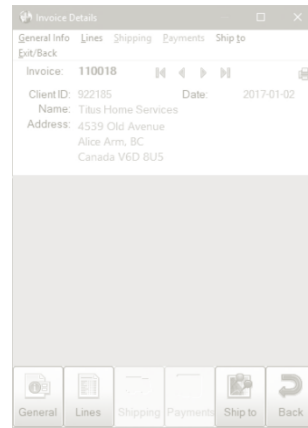 Invoice Details
General Info Lines Shipping Payments Ship to
Exit/Back
Invoice: 110018
Client ID: 922185 Date: 2017-01-02
Name: Titus Home Services
Address: 4539 Old Avenue
Alice Arm, BC
Canada V6D 8U5
General Lines Shipping Payments Ship to Back